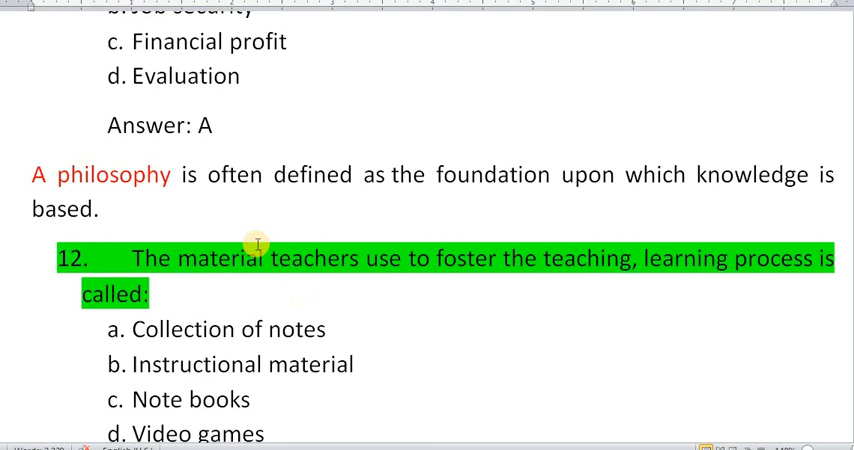 b. Job security
c. Financial profit
d. Evaluation
Answer: A
A philosophy is often defined as the foundation upon which knowledge is
based.
12. The material teachers use to foster the teaching, learning process is
called:
a. Collection of notes
b. Instructional material
c. Note books
d. Video games